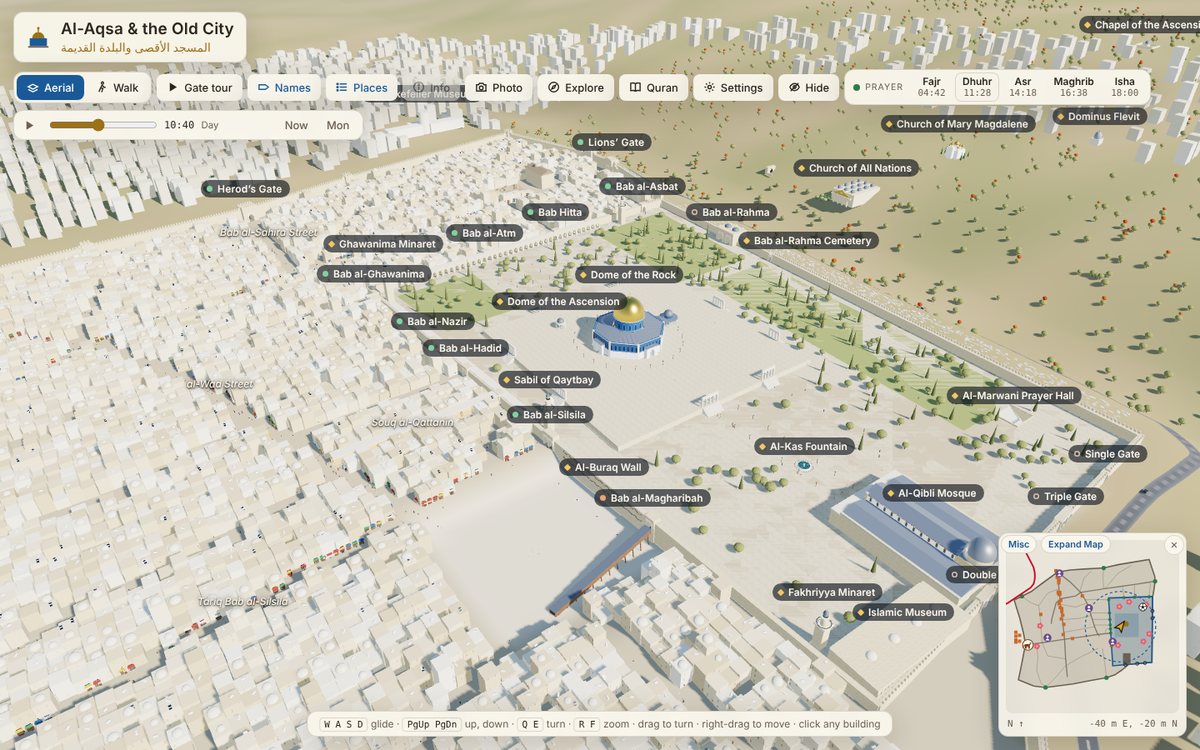 Al-Aqsa & the Old City
المسجد الأقصى والبلدة القديمة
Chapel of the Ascensi
Aerial
Walk
Gate tour
Names
Places
Info
Photo
Explore
Quran
Settings
Hide
PRAYER
Fajr
04:42
Dhuhr
11:28
Asr
14:18
Maghrib
16:38
Isha
18:00
10:40 Day
Now
Mon
Dominus Flevit
Church of Mary Magdalene
Lions' Gate
Church of All Nations
Herod's Gate
Bab al-Asbat
Bab Hitta
Bab al-Rahma
Bab al-Sahira Street
Bab al-Atm
Ghawanima Minaret
Bab al-Rahma Cemetery
Bab al-Ghawanima
Dome of the Rock
Dome of the Ascension
Bab al-Nazir
Bab al-Hadid
Sabil of Qaytbay
al-Wad Street
Al-Marwani Prayer Hall
Bab al-Silsila
Souq al-Qattanin
Al-Kas Fountain
Single Gate
Al-Buraq Wall
Al-Qibli Mosque
Bab al-Magharibah
Triple Gate
Misc
Expand Map
Double
Fakhriyya Minaret
Tariq Bab al-Silsila
Islamic Museum
W A S D glide · PgUp PgDn up, down · Q E turn · R F zoom · drag to turn · right-drag to move · click any building
N ↑
-40 m E, -20 m N